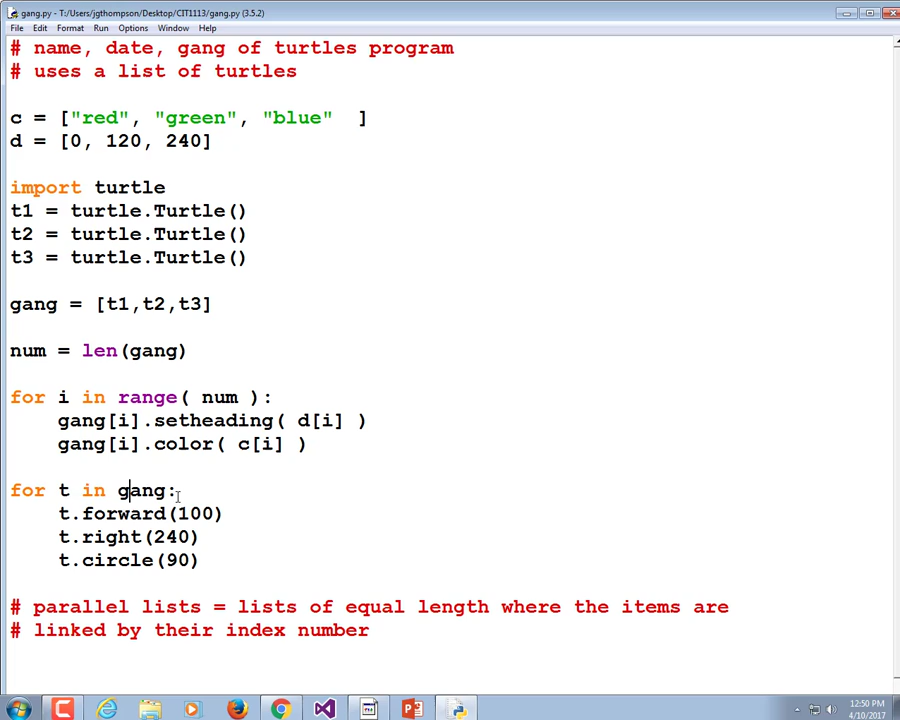 gang.py - T:/Users/jgthompson/Desktop/CIT1113/gang.py (3.5.2)
File Edit Format Run Options Window Help
# name, date, gang of turtles program
# uses a list of turtles
c = ["red", "green", "blue"  ]
d = [0, 120, 240]
import turtle
t1 = turtle.Turtle()
t2 = turtle.Turtle()
t3 = turtle.Turtle()
gang = [t1,t2,t3]
num = len(gang)
for i in range( num ):
    gang[i].setheading( d[i] )
    gang[i].color( c[i] )
for t in gang:
    t.forward(100)
    t.right(240)
    t.circle(90)
# parallel lists = lists of equal length where the items are
# linked by their index number
12:50 PM
4/10/2017